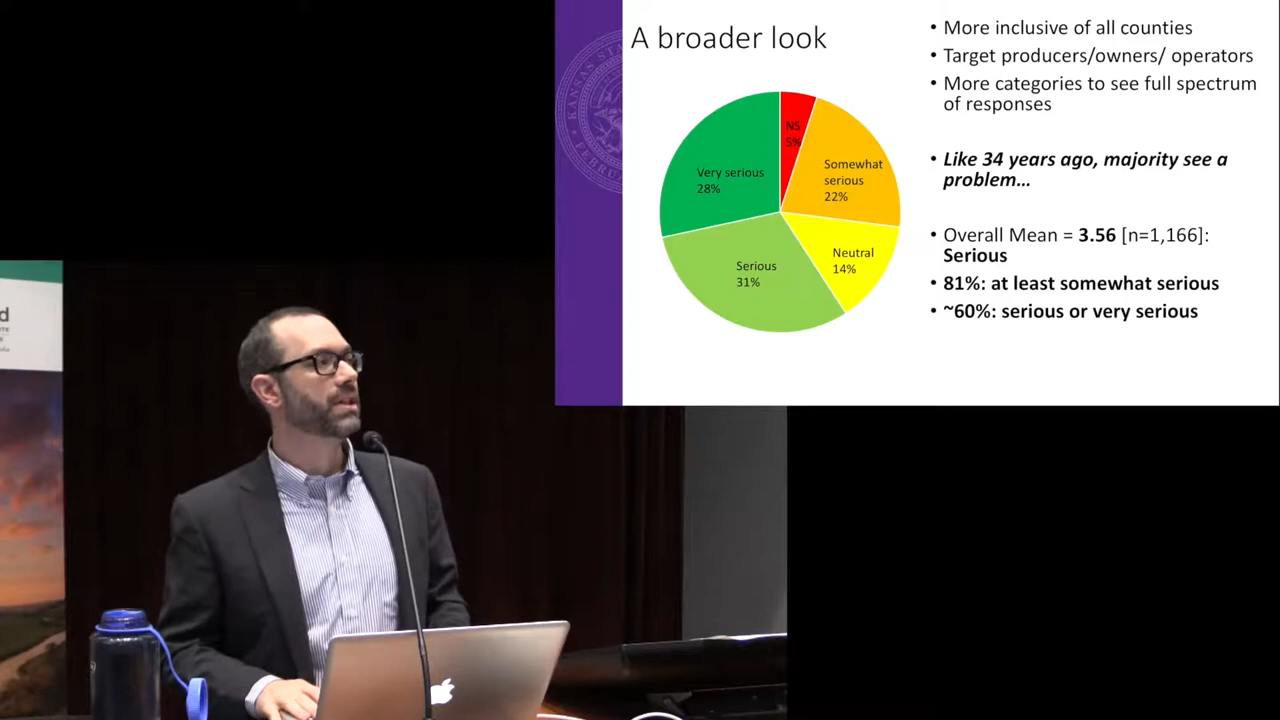 A broader look
NS
5%
Somewhat
serious
22%
Neutral
14%
Serious
31%
Very serious
28%
• More inclusive of all counties
• Target producers/owners/ operators
• More categories to see full spectrum
of responses
• Like 34 years ago, majority see a
problem…
• Overall Mean = 3.56 [n=1,166]:
Serious
• 81%: at least somewhat serious
• ~60%: serious or very serious
d